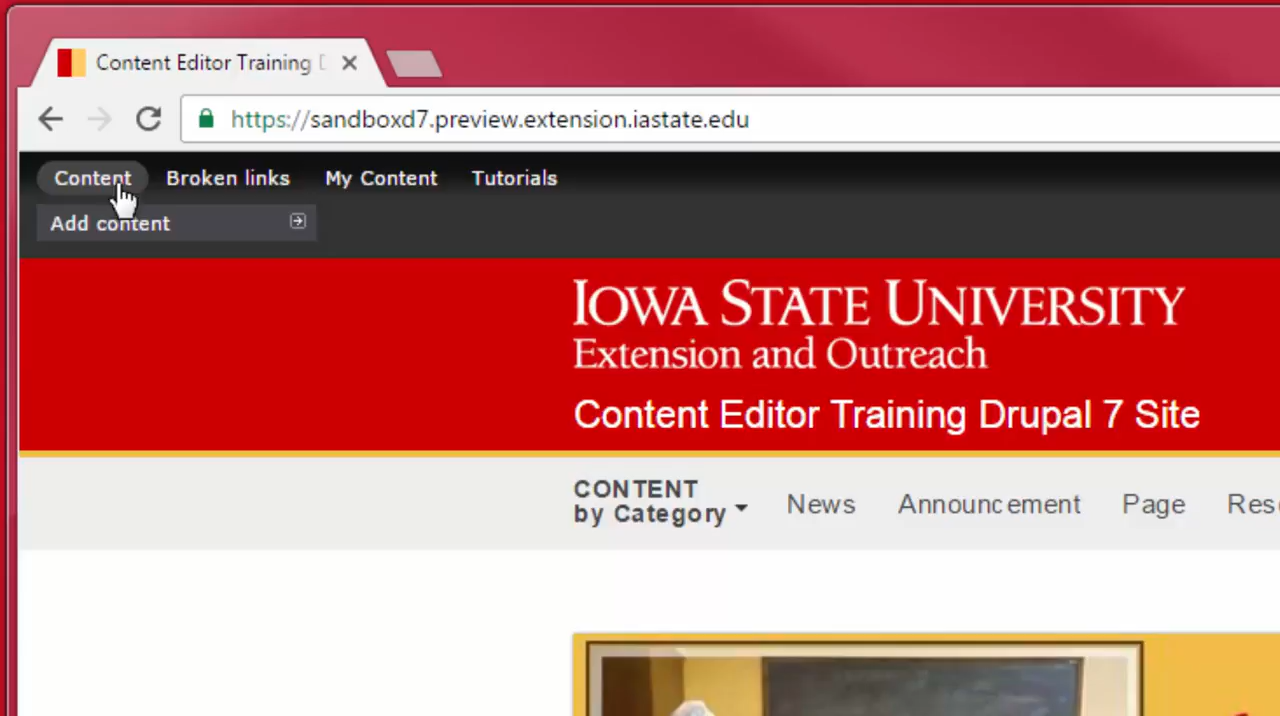 Content Editor Training
https://sandboxd7.preview.extension.iastate.edu
Content Broken links My Content Tutorials
Add content
IOWA STATE UNIVERSITY
Extension and Outreach
Content Editor Training Drupal 7 Site
CONTENT
by Category
News Announcement Page